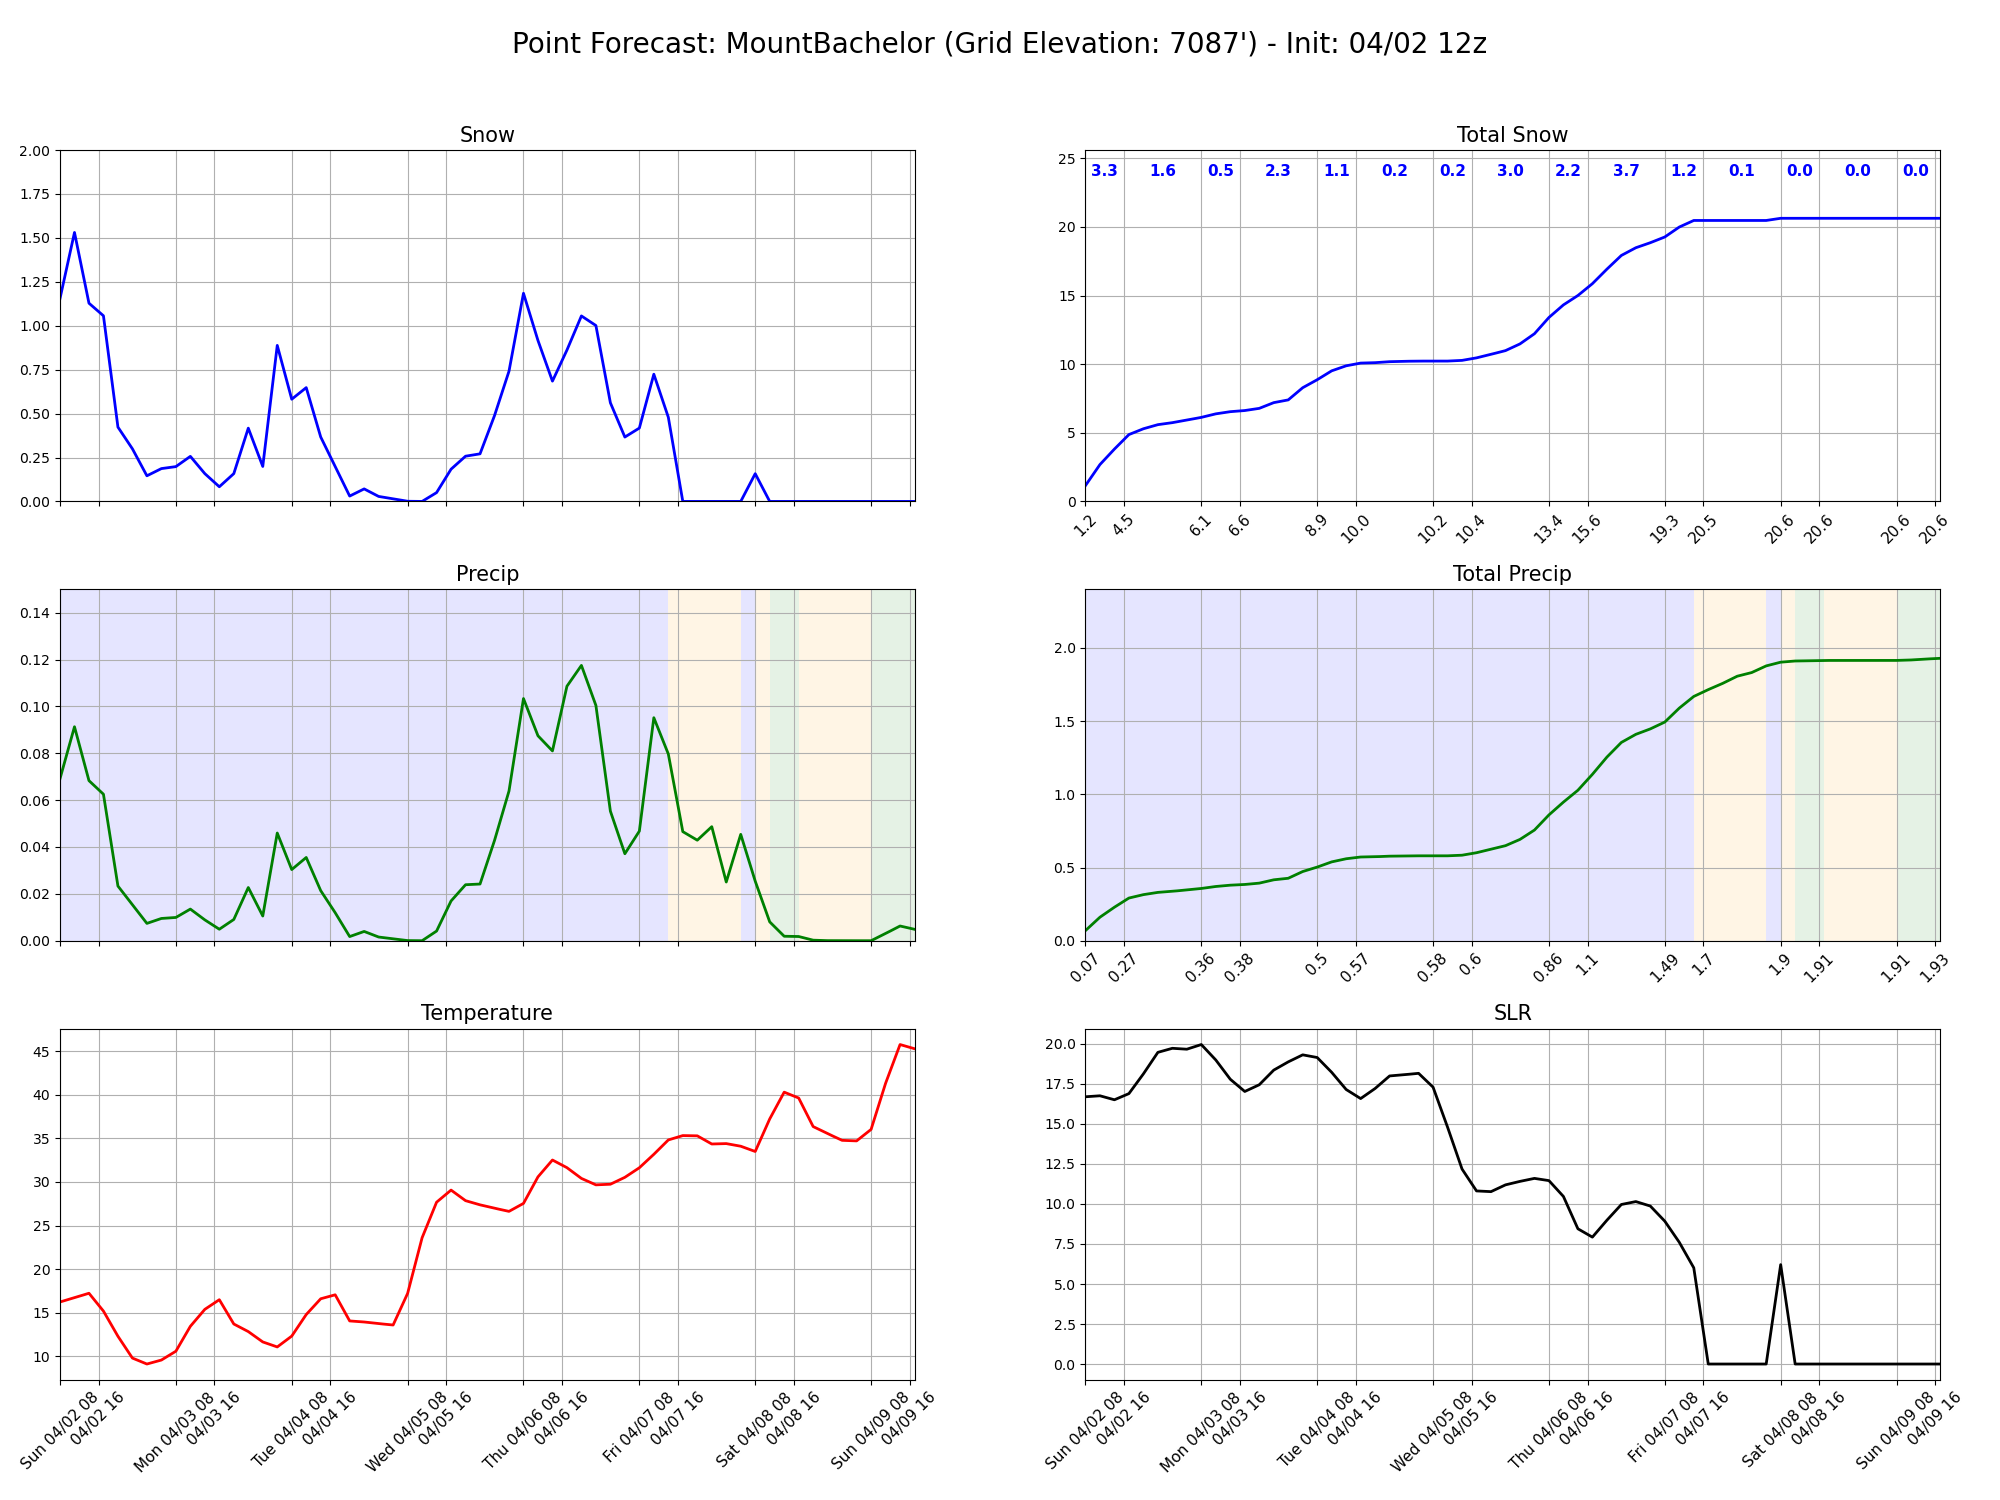 Point Forecast: MountBachelor (Grid Elevation: 7087') - Init: 04/02 12z
Snow
2.00
1.75
1.50
1.25
1.00
0.75
0.50
0.25
0.00
Total Snow
25
20
15
10
5
0
3.3 1.6 0.5 2.3 1.1 0.2 0.2 3.0 2.2 3.7 1.2 0.1 0.0 0.0 0.0
1.2 4.5 6.1 6.6 8.9 10.0 10.2 10.4 13.4 15.6 19.3 20.5 20.6 20.6 20.6 20.6
Precip
0.14
0.12
0.10
0.08
0.06
0.04
0.02
0.00
Total Precip
2.0
1.5
1.0
0.5
0.0
0.07 0.27 0.36 0.38 0.5 0.57 0.58 0.6 0.86 1.1 1.49 1.7 1.9 1.91 1.91 1.93
Temperature
45
40
35
30
25
20
15
10
Sun 04/02 08
04/02 16
Mon 04/03 08
04/03 16
Tue 04/04 08
04/04 16
Wed 04/05 08
04/05 16
Thu 04/06 08
04/06 16
Fri 04/07 08
04/07 16
Sat 04/08 08
04/08 16
Sun 04/09 08
04/09 16
SLR
20.0
17.5
15.0
12.5
10.0
7.5
5.0
2.5
0.0
Sun 04/02 08
04/02 16
Mon 04/03 08
04/03 16
Tue 04/04 08
04/04 16
Wed 04/05 08
04/05 16
Thu 04/06 08
04/06 16
Fri 04/07 08
04/07 16
Sat 04/08 08
04/08 16
Sun 04/09 08
04/09 16